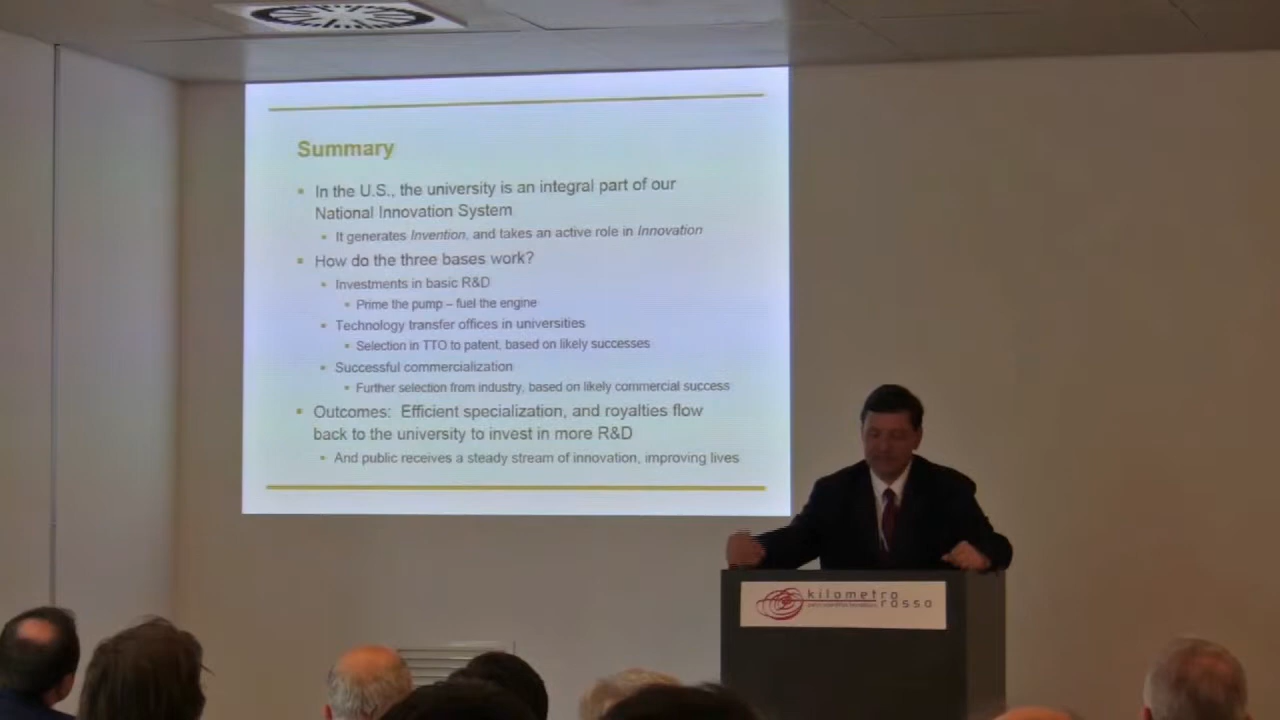 Summary
In the U.S., the university is an integral part of our
National Innovation System
It generates Invention, and takes an active role in Innovation
How do the three bases work?
Investments in basic R&D
Prime the pump – fuel the engine
Technology transfer offices in universities
Selection in TTO to patent, based on likely successes
Successful commercialization
Further selection from industry, based on likely commercial success
Outcomes: Efficient specialization, and royalties flow
back to the university to invest in more R&D
And public receives a steady stream of innovation, improving lives
kilometro
rosso